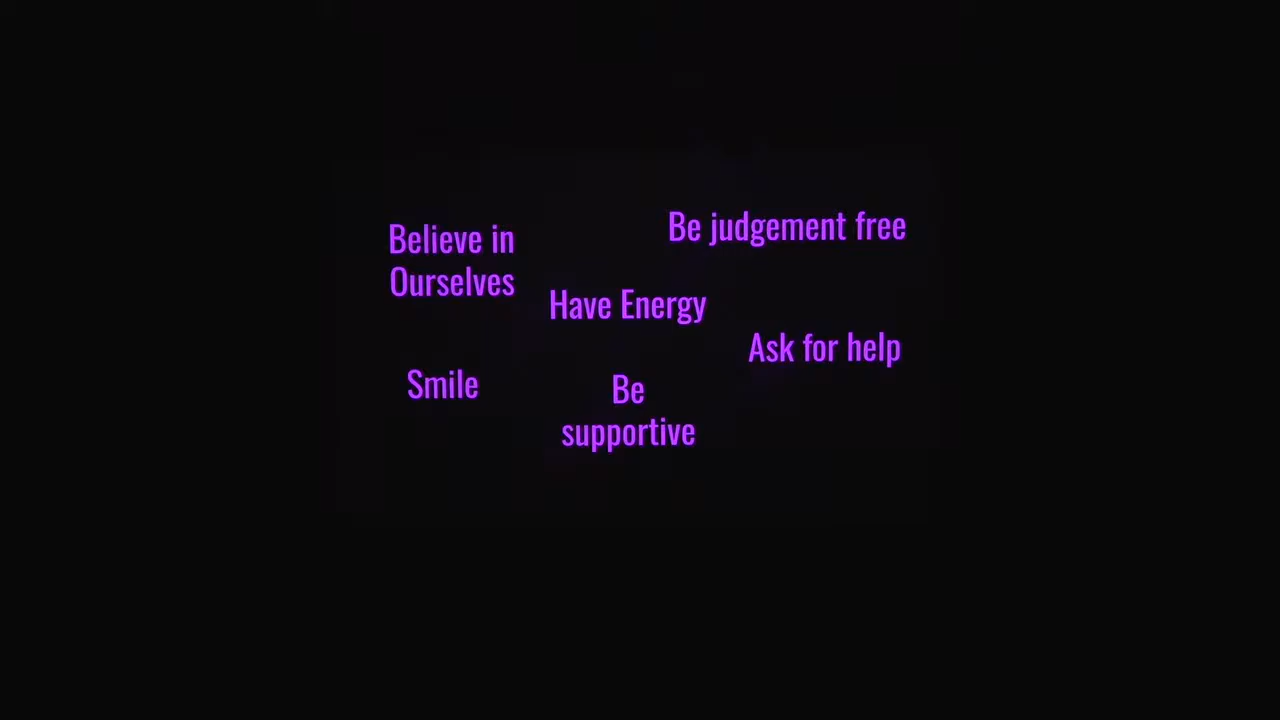 Believe in
Ourselves
Be judgement free
Have Energy
Ask for help
Smile
Be
supportive